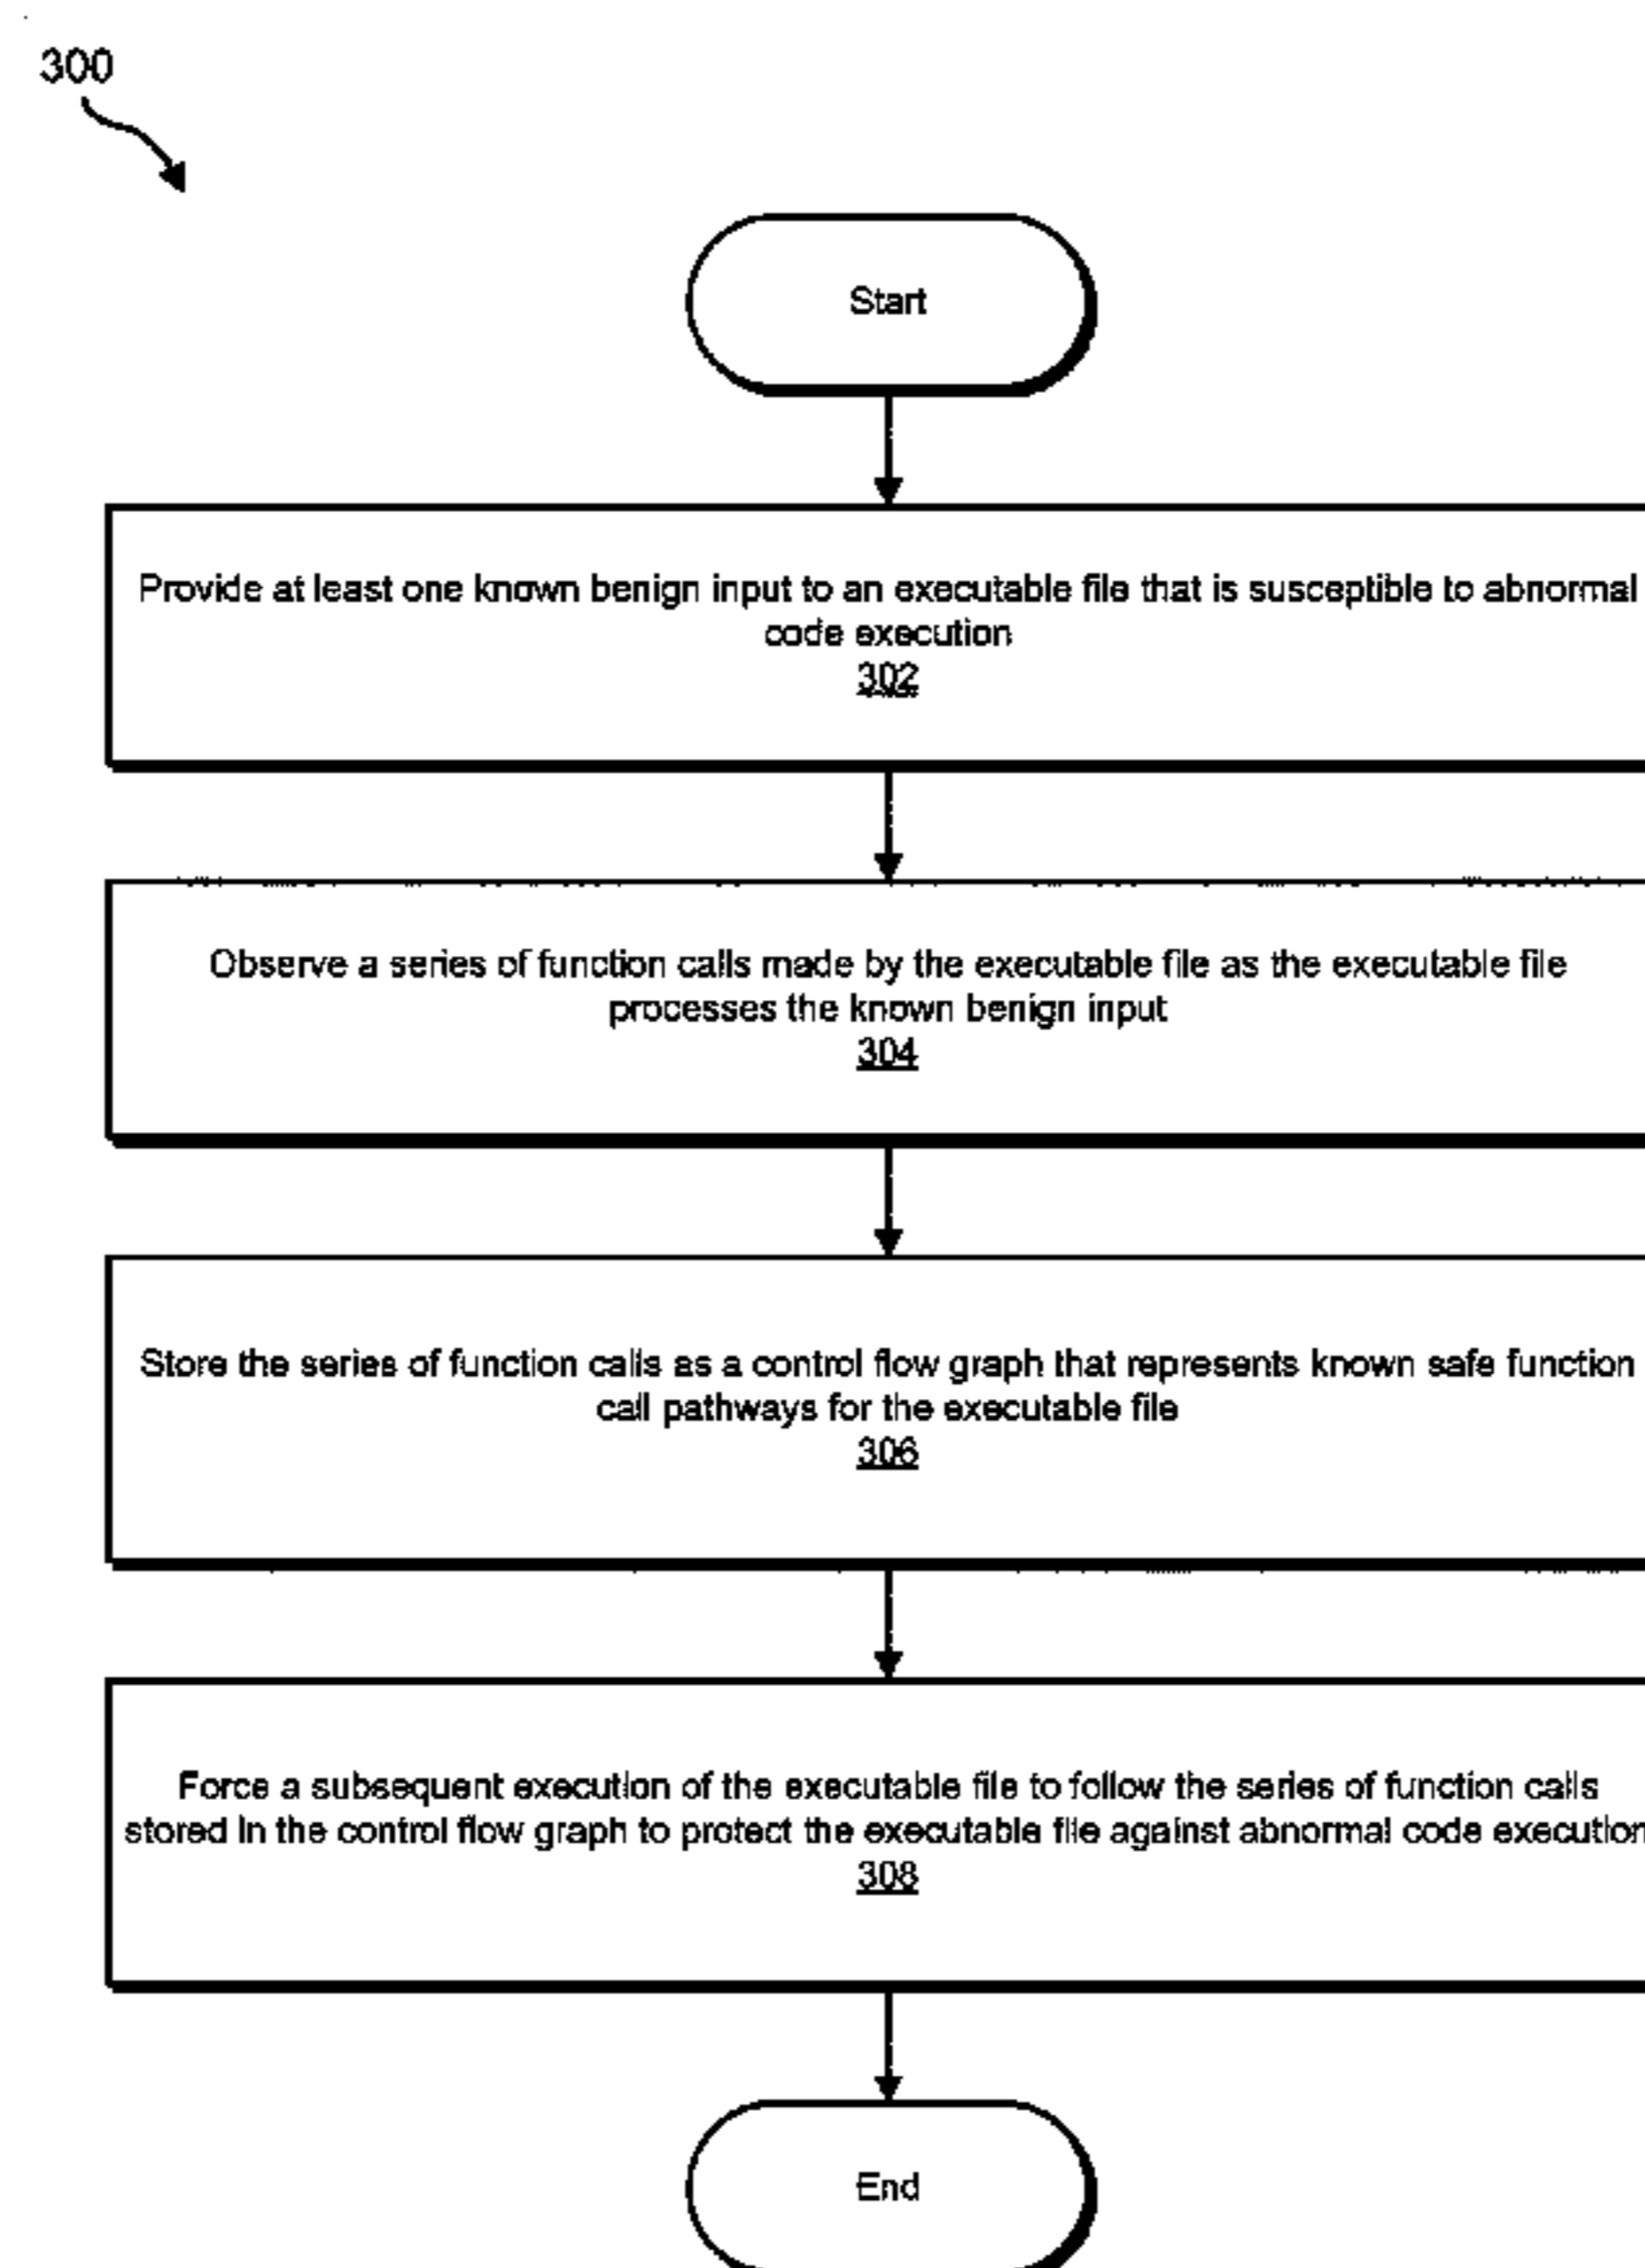 300
Start
Provide at least one known benign input to an executable file that is susceptible to abnormal
code execution
302
Observe a series of function calls made by the executable file as the executable file
processes the known benign input
304
Store the series of function calls as a control flow graph that represents known safe function
call pathways for the executable file
306
Force a subsequent execution of the executable file to follow the series of function calls
stored in the control flow graph to protect the executable file against abnormal code execution
308
End